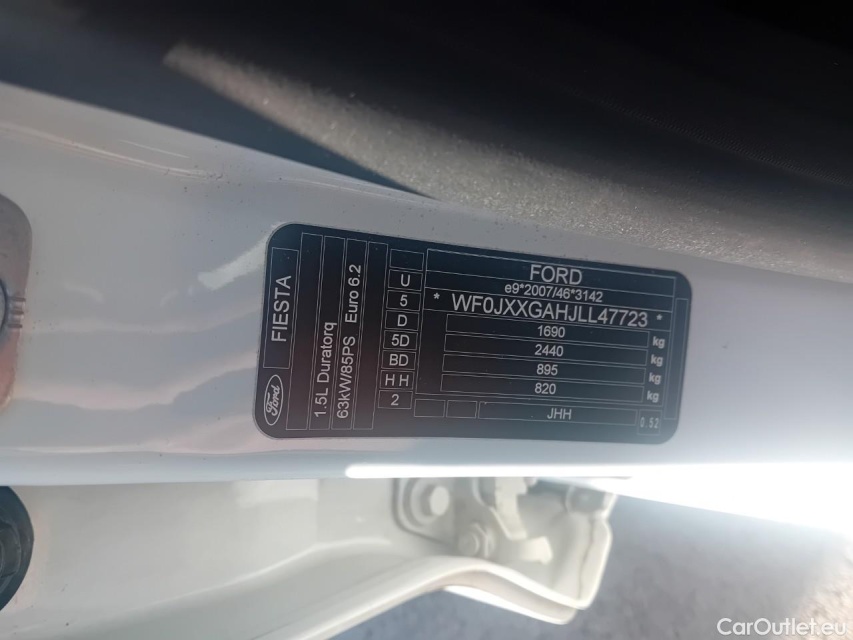 FORD
e9*2007/46*3142
* WF0JXXGAHJLL47723 *
1690 kg
2440 kg
895 kg
820 kg
JHH
0.52
U
5
D
5D
BD
H H
2
FIESTA
Ford
1.5L Duratorq
63kW/85PS Euro 6.2
CarOutlet.eu